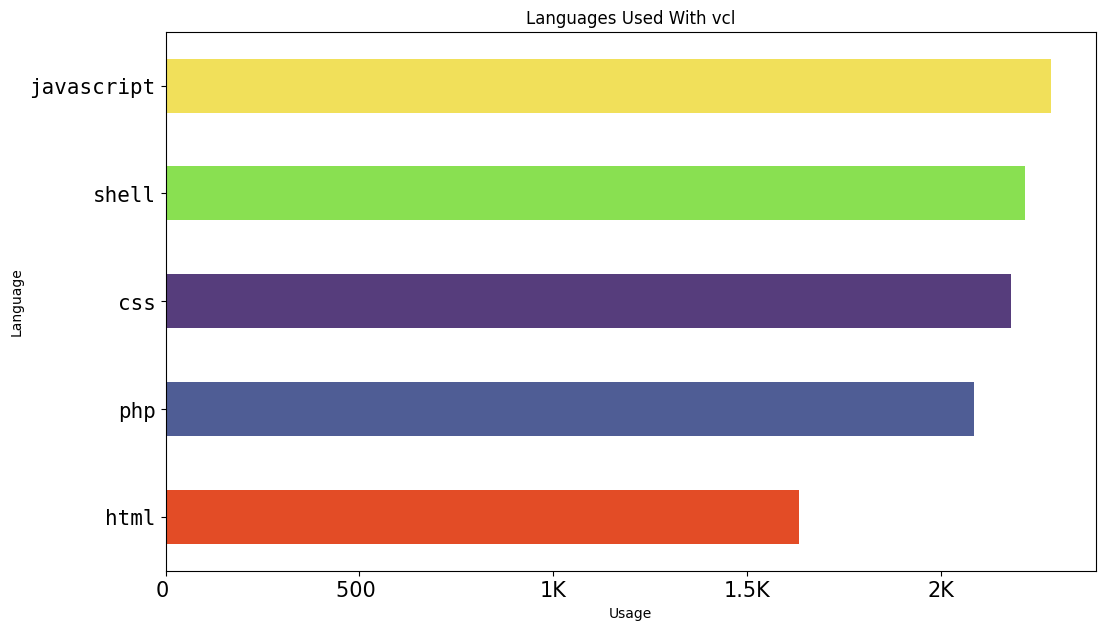 Languages Used With vcl
javascript
shell
css
php
html
Language
0 500 1K 1.5K 2K
Usage